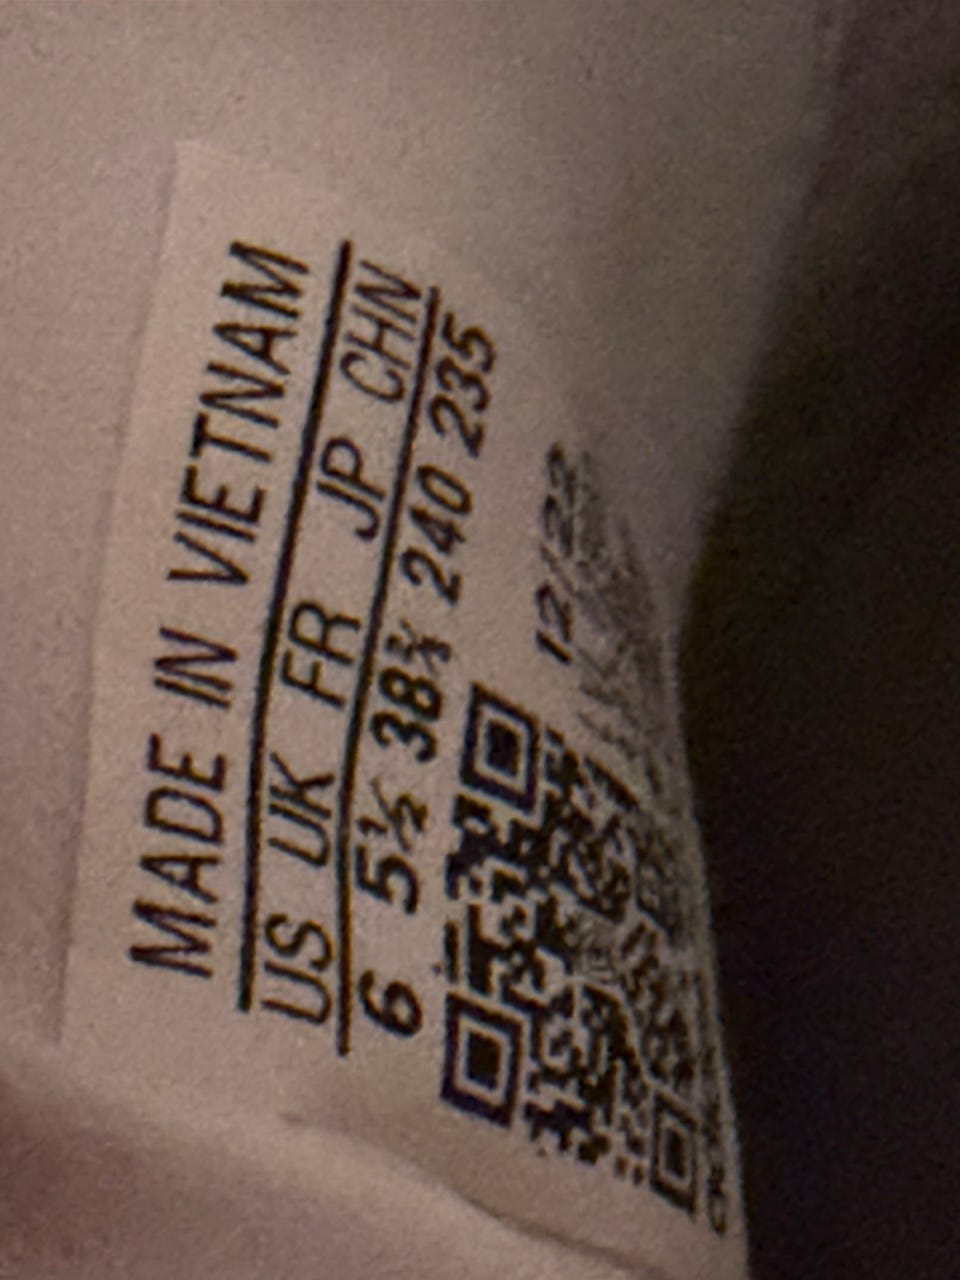 MADE IN VIETNAM
US UK FR JP CHN
6 5½ 38⅔ 240 235
12/22